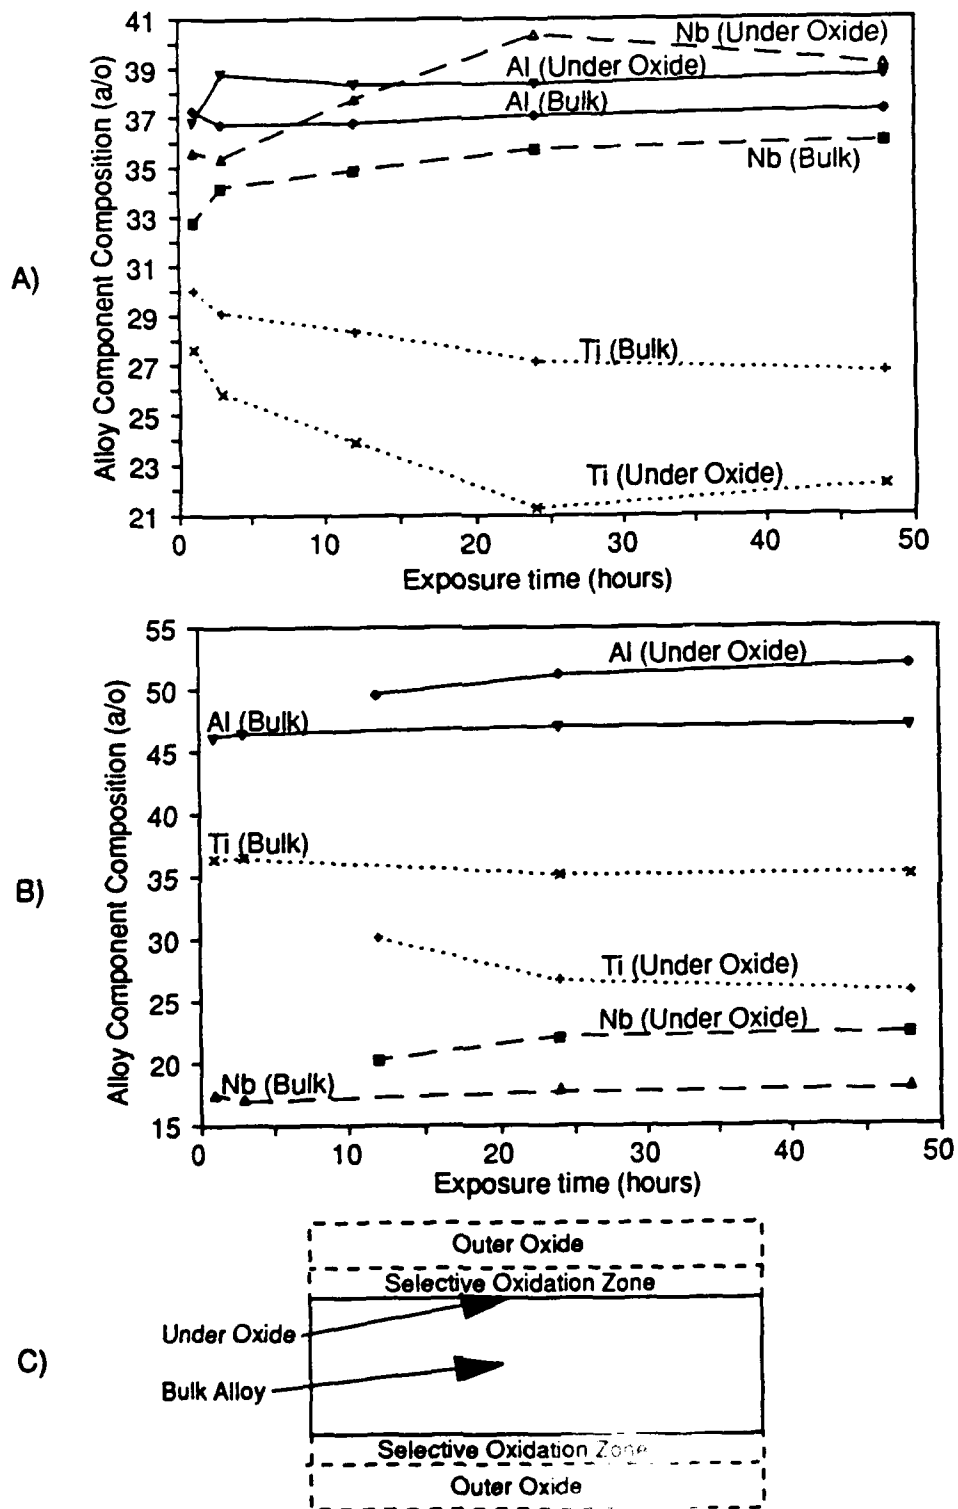 A)
Alloy Component Composition (a/o)
41
39
37
35
33
31
29
27
25
23
21
Nb (Under Oxide)
Al (Under Oxide)
Al (Bulk)
Nb (Bulk)
Ti (Bulk)
Ti (Under Oxide)
0 10 20 30 40 50
Exposure time (hours)
B)
Alloy Component Composition (a/o)
55
50
45
40
35
30
25
20
15
Al (Under Oxide)
Al (Bulk)
Ti (Bulk)
Ti (Under Oxide)
Nb (Under Oxide)
Nb (Bulk)
0 10 20 30 40 50
Exposure time (hours)
C)
Outer Oxide
Selective Oxidation Zone
Under Oxide
Bulk Alloy
Selective Oxidation Zone
Outer Oxide